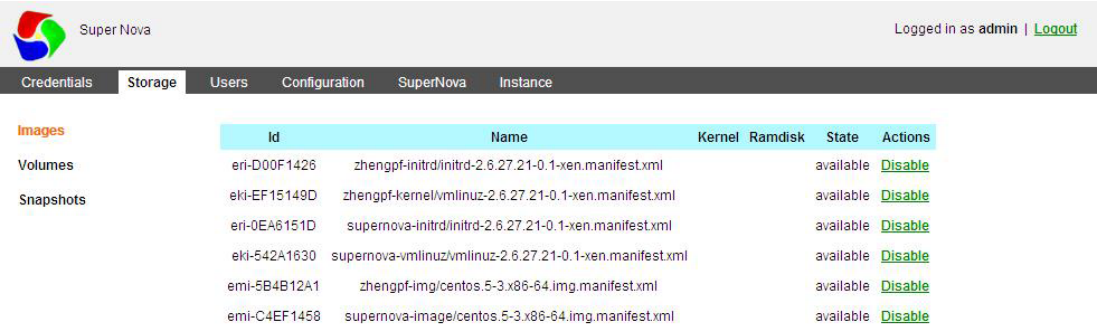 Super Nova
Logged in as admin | Logout
Credentials Storage Users Configuration SuperNova Instance
Images
Volumes
Snapshots
Id Name Kernel Ramdisk State Actions
eri-D00F1426 zhengpf-initrd/initrd-2.6.27.21-0.1-xen.manifest.xml available Disable
eki-EF15149D zhengpf-kernel/vmlinuz-2.6.27.21-0.1-xen.manifest.xml available Disable
eri-0EA6151D supernova-initrd/initrd-2.6.27.21-0.1-xen.manifest.xml available Disable
eki-542A1630 supernova-vmlinuz/vmlinuz-2.6.27.21-0.1-xen.manifest.xml available Disable
emi-5B4B12A1 zhengpf-img/centos.5-3.x86-64.img.manifest.xml available Disable
emi-C4EF1458 supernova-image/centos.5-3.x86-64.img.manifest.xml available Disable